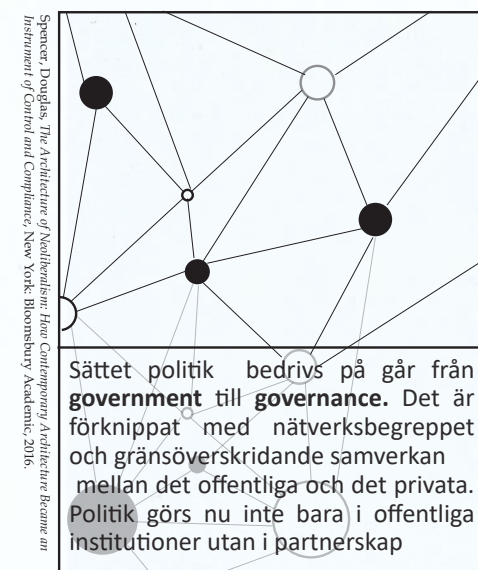 Spencer, Douglas, The Architecture of Neoliberalism: How Contemporary Architecture Became an
Instrument of Control and Compliance, New York: Bloomsbury Academic, 2016.
Sättet politik bedrivs på går från
government till governance. Det är
förknippat med nätverksbegreppet
och gränsöverskridande samverkan
mellan det offentliga och det privata.
Politik görs nu inte bara i offentliga
institutioner utan i partnerskap